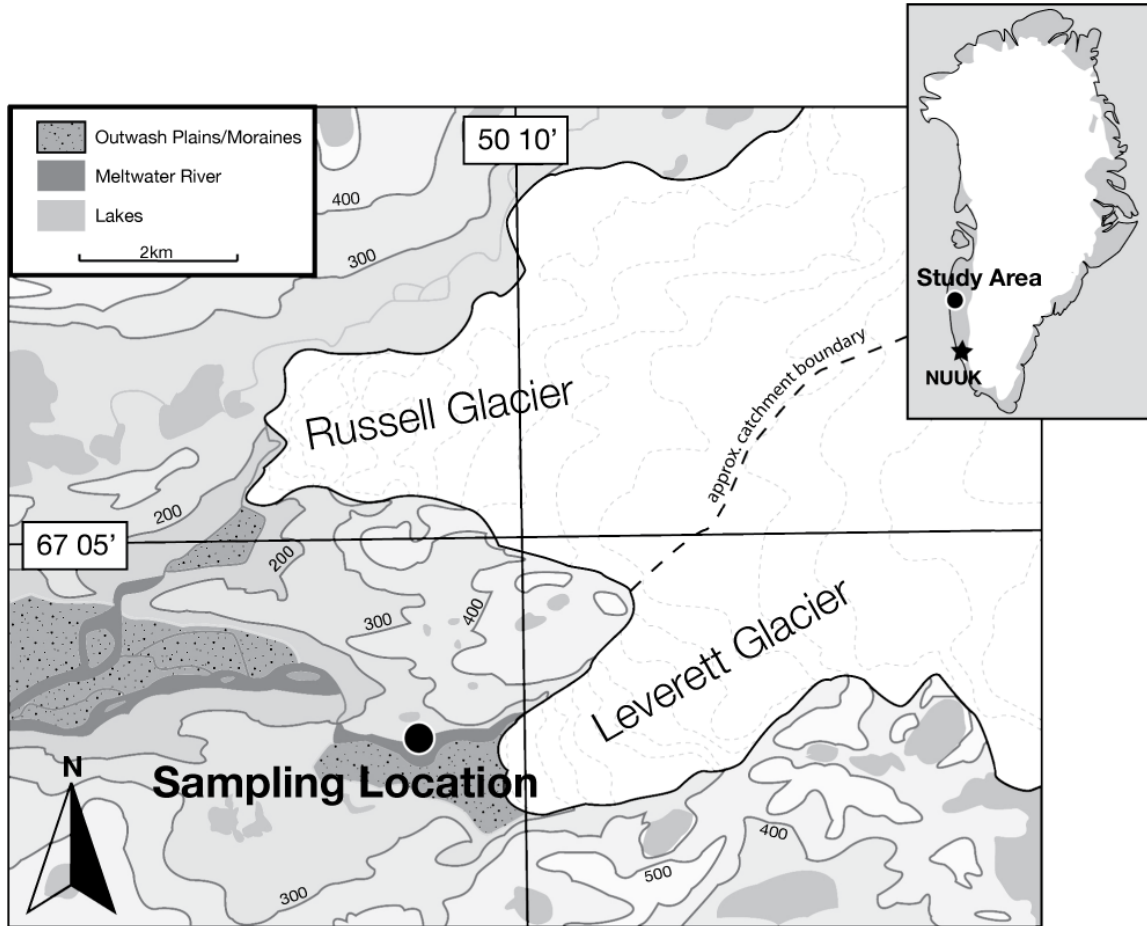 Outwash Plains/Moraines
Meltwater River
Lakes
2km
50 10’
Study Area
NUUK
400
300
approx. catchment boundary
Russell Glacier
200
67 05’
200
300
400
Leverett Glacier
Sampling Location
N
300
400
500